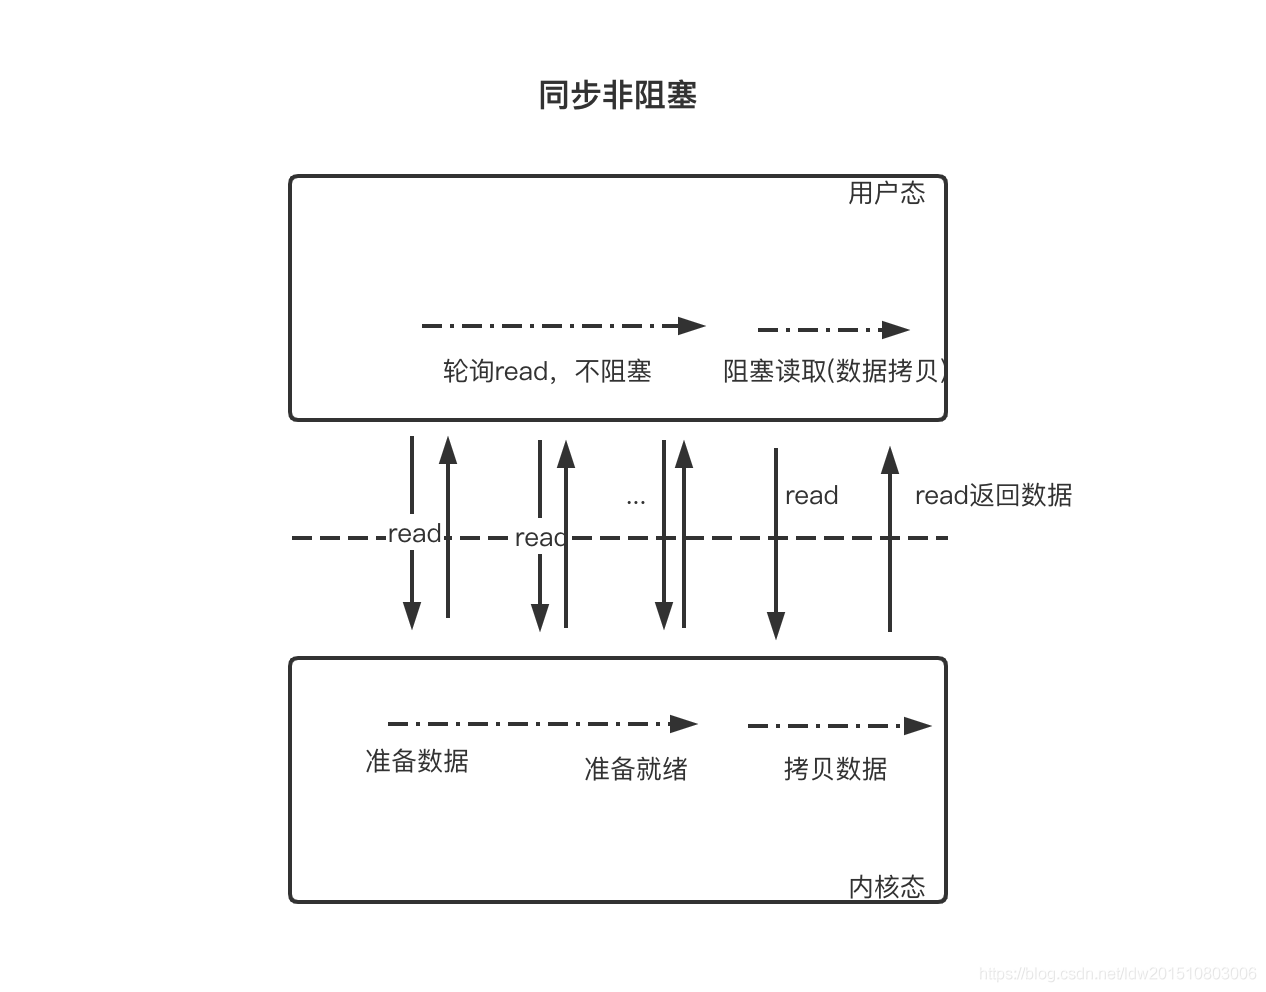 同步非阻塞
用户态
轮询read，不阻塞
阻塞读取(数据拷贝)
...
read
read返回数据
read
read
准备数据
准备就绪
拷贝数据
内核态
https://blog.csdn.net/ldw201510803006